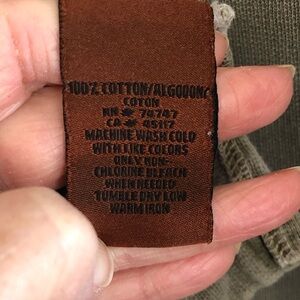 100% COTTON/ALGODON/
COTON
RN # 74747
CA # 45117
MACHINE WASH COLD
WITH LIKE COLORS
ONLY NON-
CHLORINE BLEACH
WHEN NEEDED
TUMBLE DRY LOW
WARM IRON